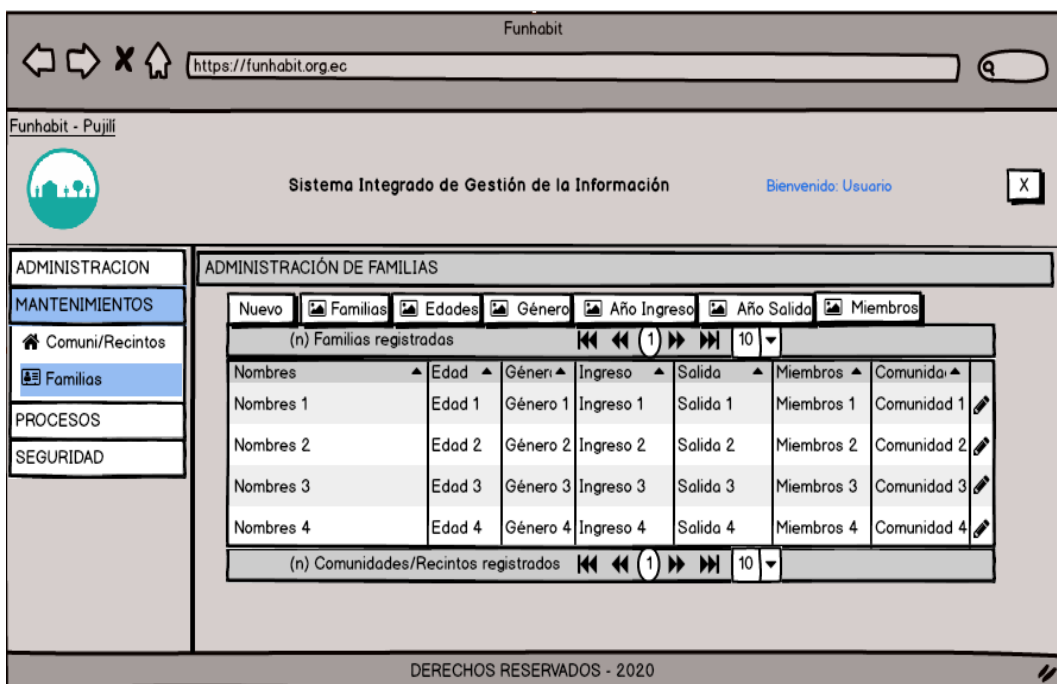 Funhabit
https://funhabit.org.ec
Funhabit - Pujilí
Sistema Integrado de Gestión de la Información
Bienvenido: Usuario
X
ADMINISTRACION
MANTENIMIENTOS
Comuni/Recintos
Familias
PROCESOS
SEGURIDAD
ADMINISTRACIÓN DE FAMILIAS
Nuevo Familias Edades Género Año Ingreso Año Salida Miembros
(n) Familias registradas 1 10
Nombres Edad Géner Ingreso Salida Miembros Comunida
Nombres 1 Edad 1 Género 1 Ingreso 1 Salida 1 Miembros 1 Comunidad 1
Nombres 2 Edad 2 Género 2 Ingreso 2 Salida 2 Miembros 2 Comunidad 2
Nombres 3 Edad 3 Género 3 Ingreso 3 Salida 3 Miembros 3 Comunidad 3
Nombres 4 Edad 4 Género 4 Ingreso 4 Salida 4 Miembros 4 Comunidad 4
(n) Comunidades/Recintos registrados 1 10
DERECHOS RESERVADOS - 2020